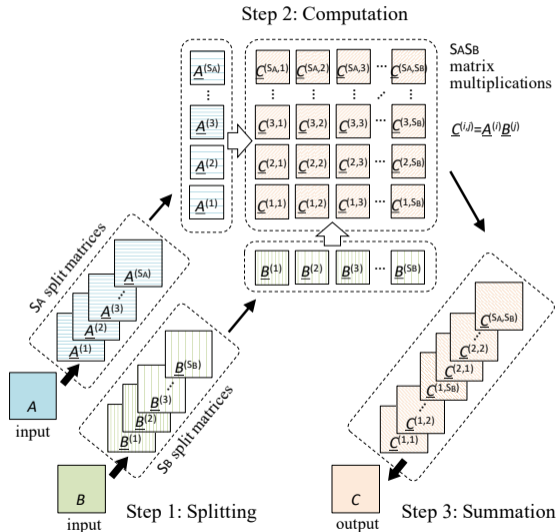 Step 2: Computation
A(SA) C(SA,1) C(SA,2) C(SA,3) ... C(SA,SB)
SASB
matrix
multiplications
A(3) C(3,1) C(3,2) C(3,3) ... C(3,SB)
C(i,j)=A(i)B(j)
A(2) C(2,1) C(2,2) C(2,3) ... C(2,SB)
A(1) C(1,1) C(1,2) C(1,3) ... C(1,SB)
B(1) B(2) B(3) ... B(SB)
SA split matrices
A(SA)
A(3)
A(2)
A(1)
A
input
SB split matrices
B(SB)
B(3)
B(2)
B(1)
B
input
Step 1: Splitting
C(SA,SB)
C(2,2)
C(2,1)
C(1,SB)
C(1,2)
C(1,1)
C
output
Step 3: Summation